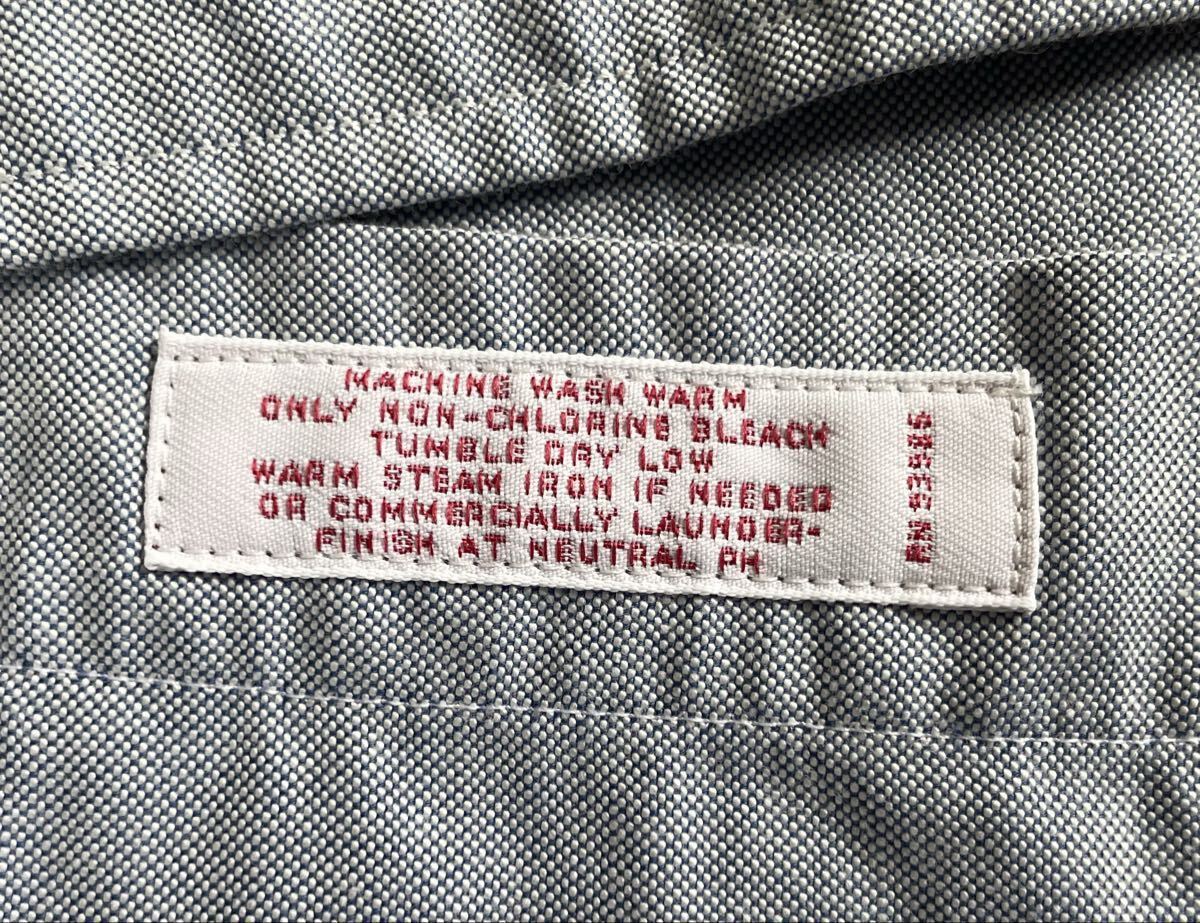 MACHINE WASH WARM
ONLY NON-CHLORINE BLEACH
TUMBLE DRY LOW
WARM STEAM IRON IF NEEDED
OR COMMERCIALLY LAUNDER-
FINISH AT NEUTRAL PH
RN